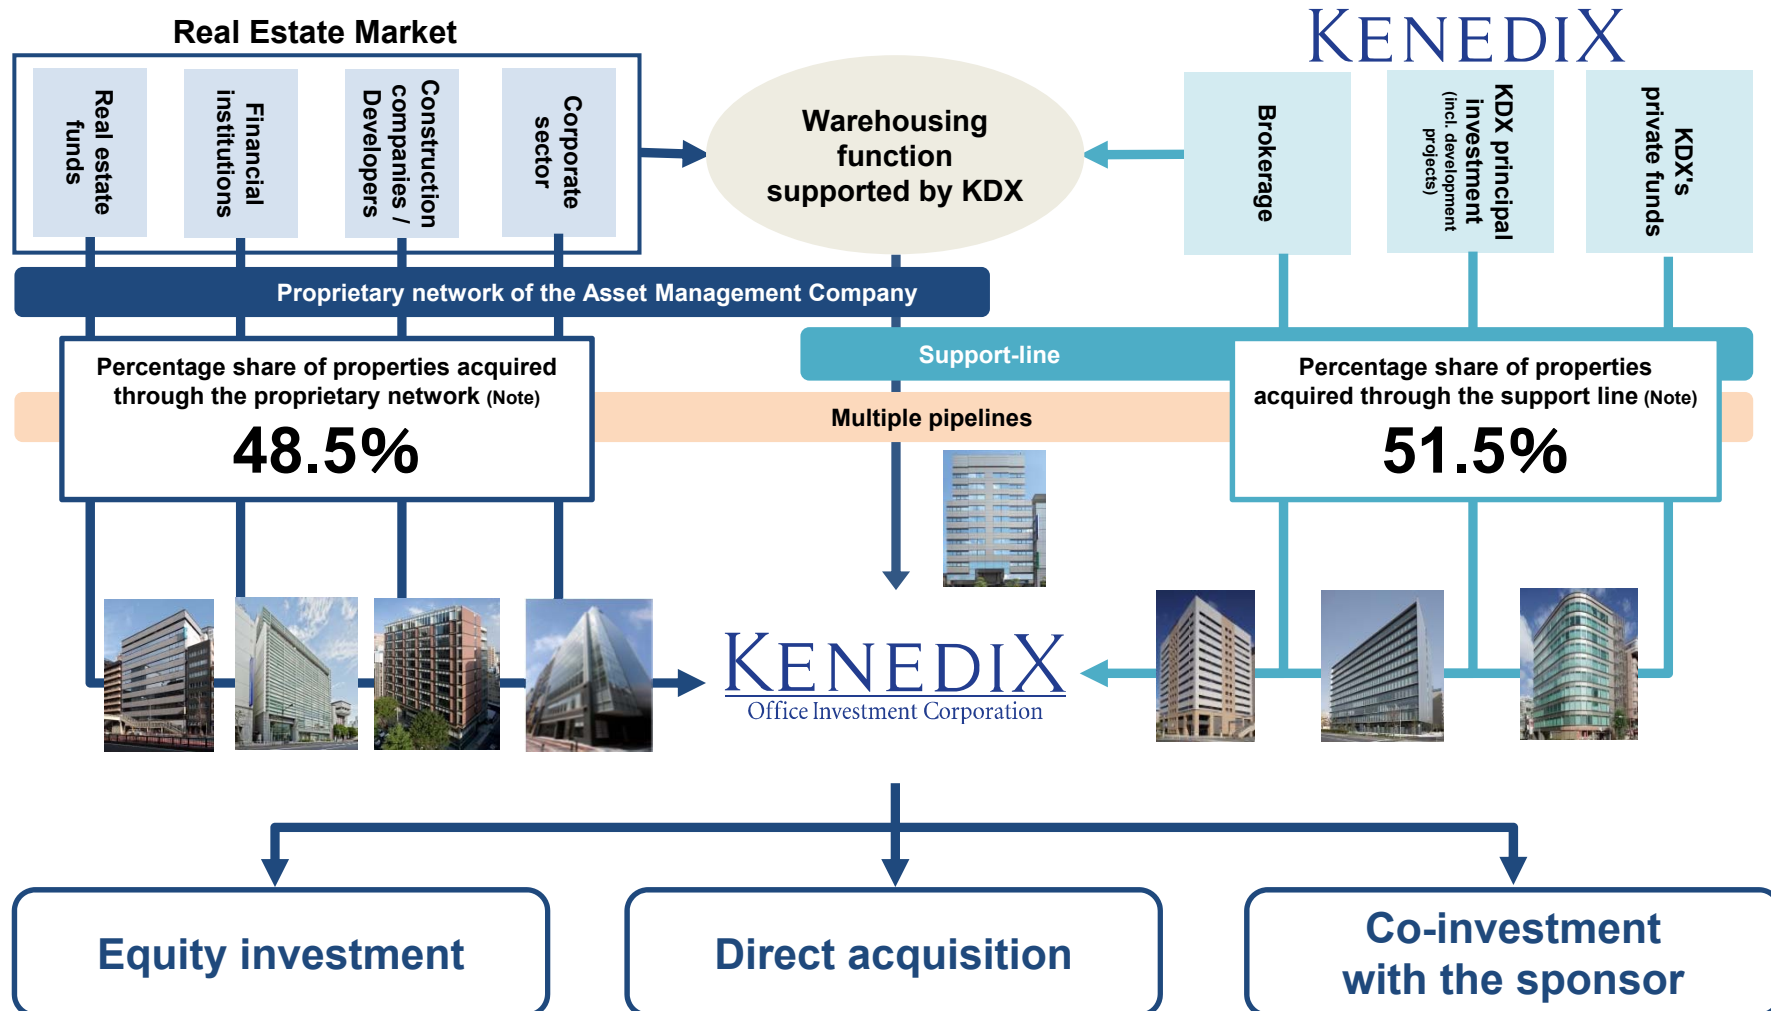 Real Estate Market
KENEDIX
Real estate
funds
Financial
institutions
Construction
companies /
Developers
Corporate
sector
Warehousing
function
supported by KDX
Brokerage
KDX principal
investment
(incl. development
projects)
KDX's
private funds
Proprietary network of the Asset Management Company
Support-line
Percentage share of properties acquired
through the proprietary network (Note)
48.5%
Multiple pipelines
Percentage share of properties
acquired through the support line (Note)
51.5%
KENEDIX
Office Investment Corporation
Equity investment
Direct acquisition
Co-investment
with the sponsor